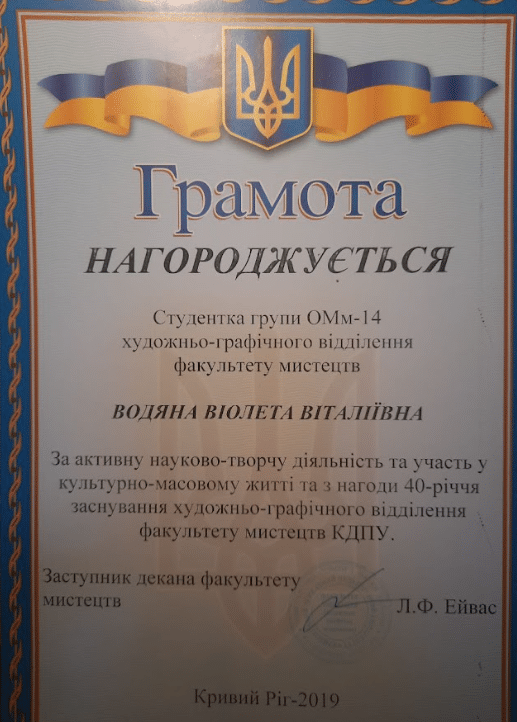 Грамота
НАГОРОДЖУЄТЬСЯ
Студентка групи ОМм-14
художньо-графічного відділення
факультету мистецтв
ВОДЯНА ВІОЛЕТА ВІТАЛІЇВНА
За активну науково-творчу діяльність та участь у
культурно-масовому житті та з нагоди 40-річчя
заснування художньо-графічного відділення
факультету мистецтв КДПУ.
Заступник декана факультету
мистецтв
Л.Ф. Ейвас
Кривий Ріг-2019